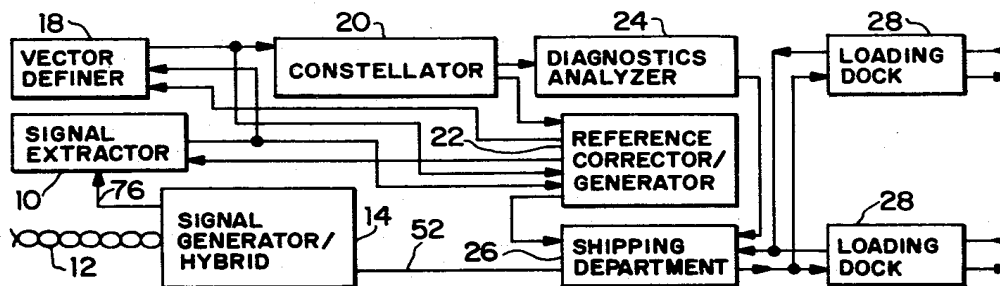 18
VECTOR
DEFINER
20
CONSTELLATOR
24
DIAGNOSTICS
ANALYZER
28
LOADING
DOCK
SIGNAL
EXTRACTOR
10
76
22
REFERENCE
CORRECTOR/
GENERATOR
12
SIGNAL
GENERATOR/
HYBRID
14
52
26
SHIPPING
DEPARTMENT
28
LOADING
DOCK